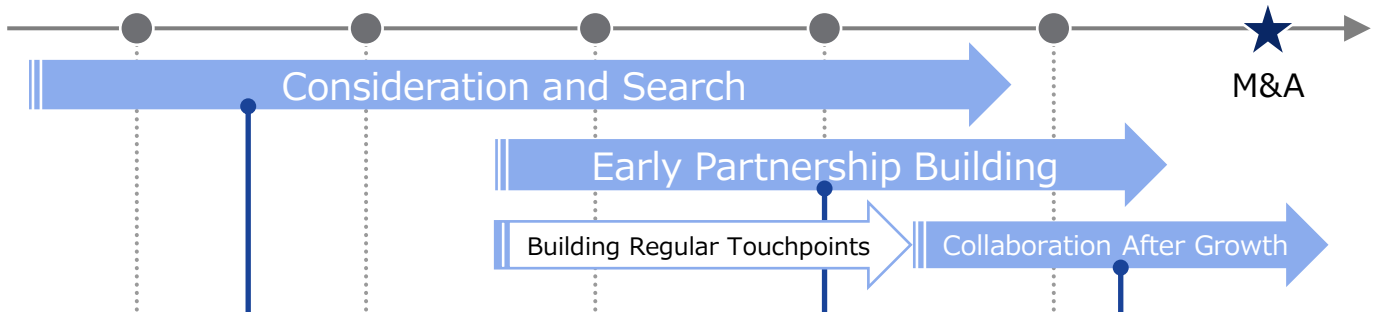 Consideration and Search
M&A
Early Partnership Building
Building Regular Touchpoints
Collaboration After Growth